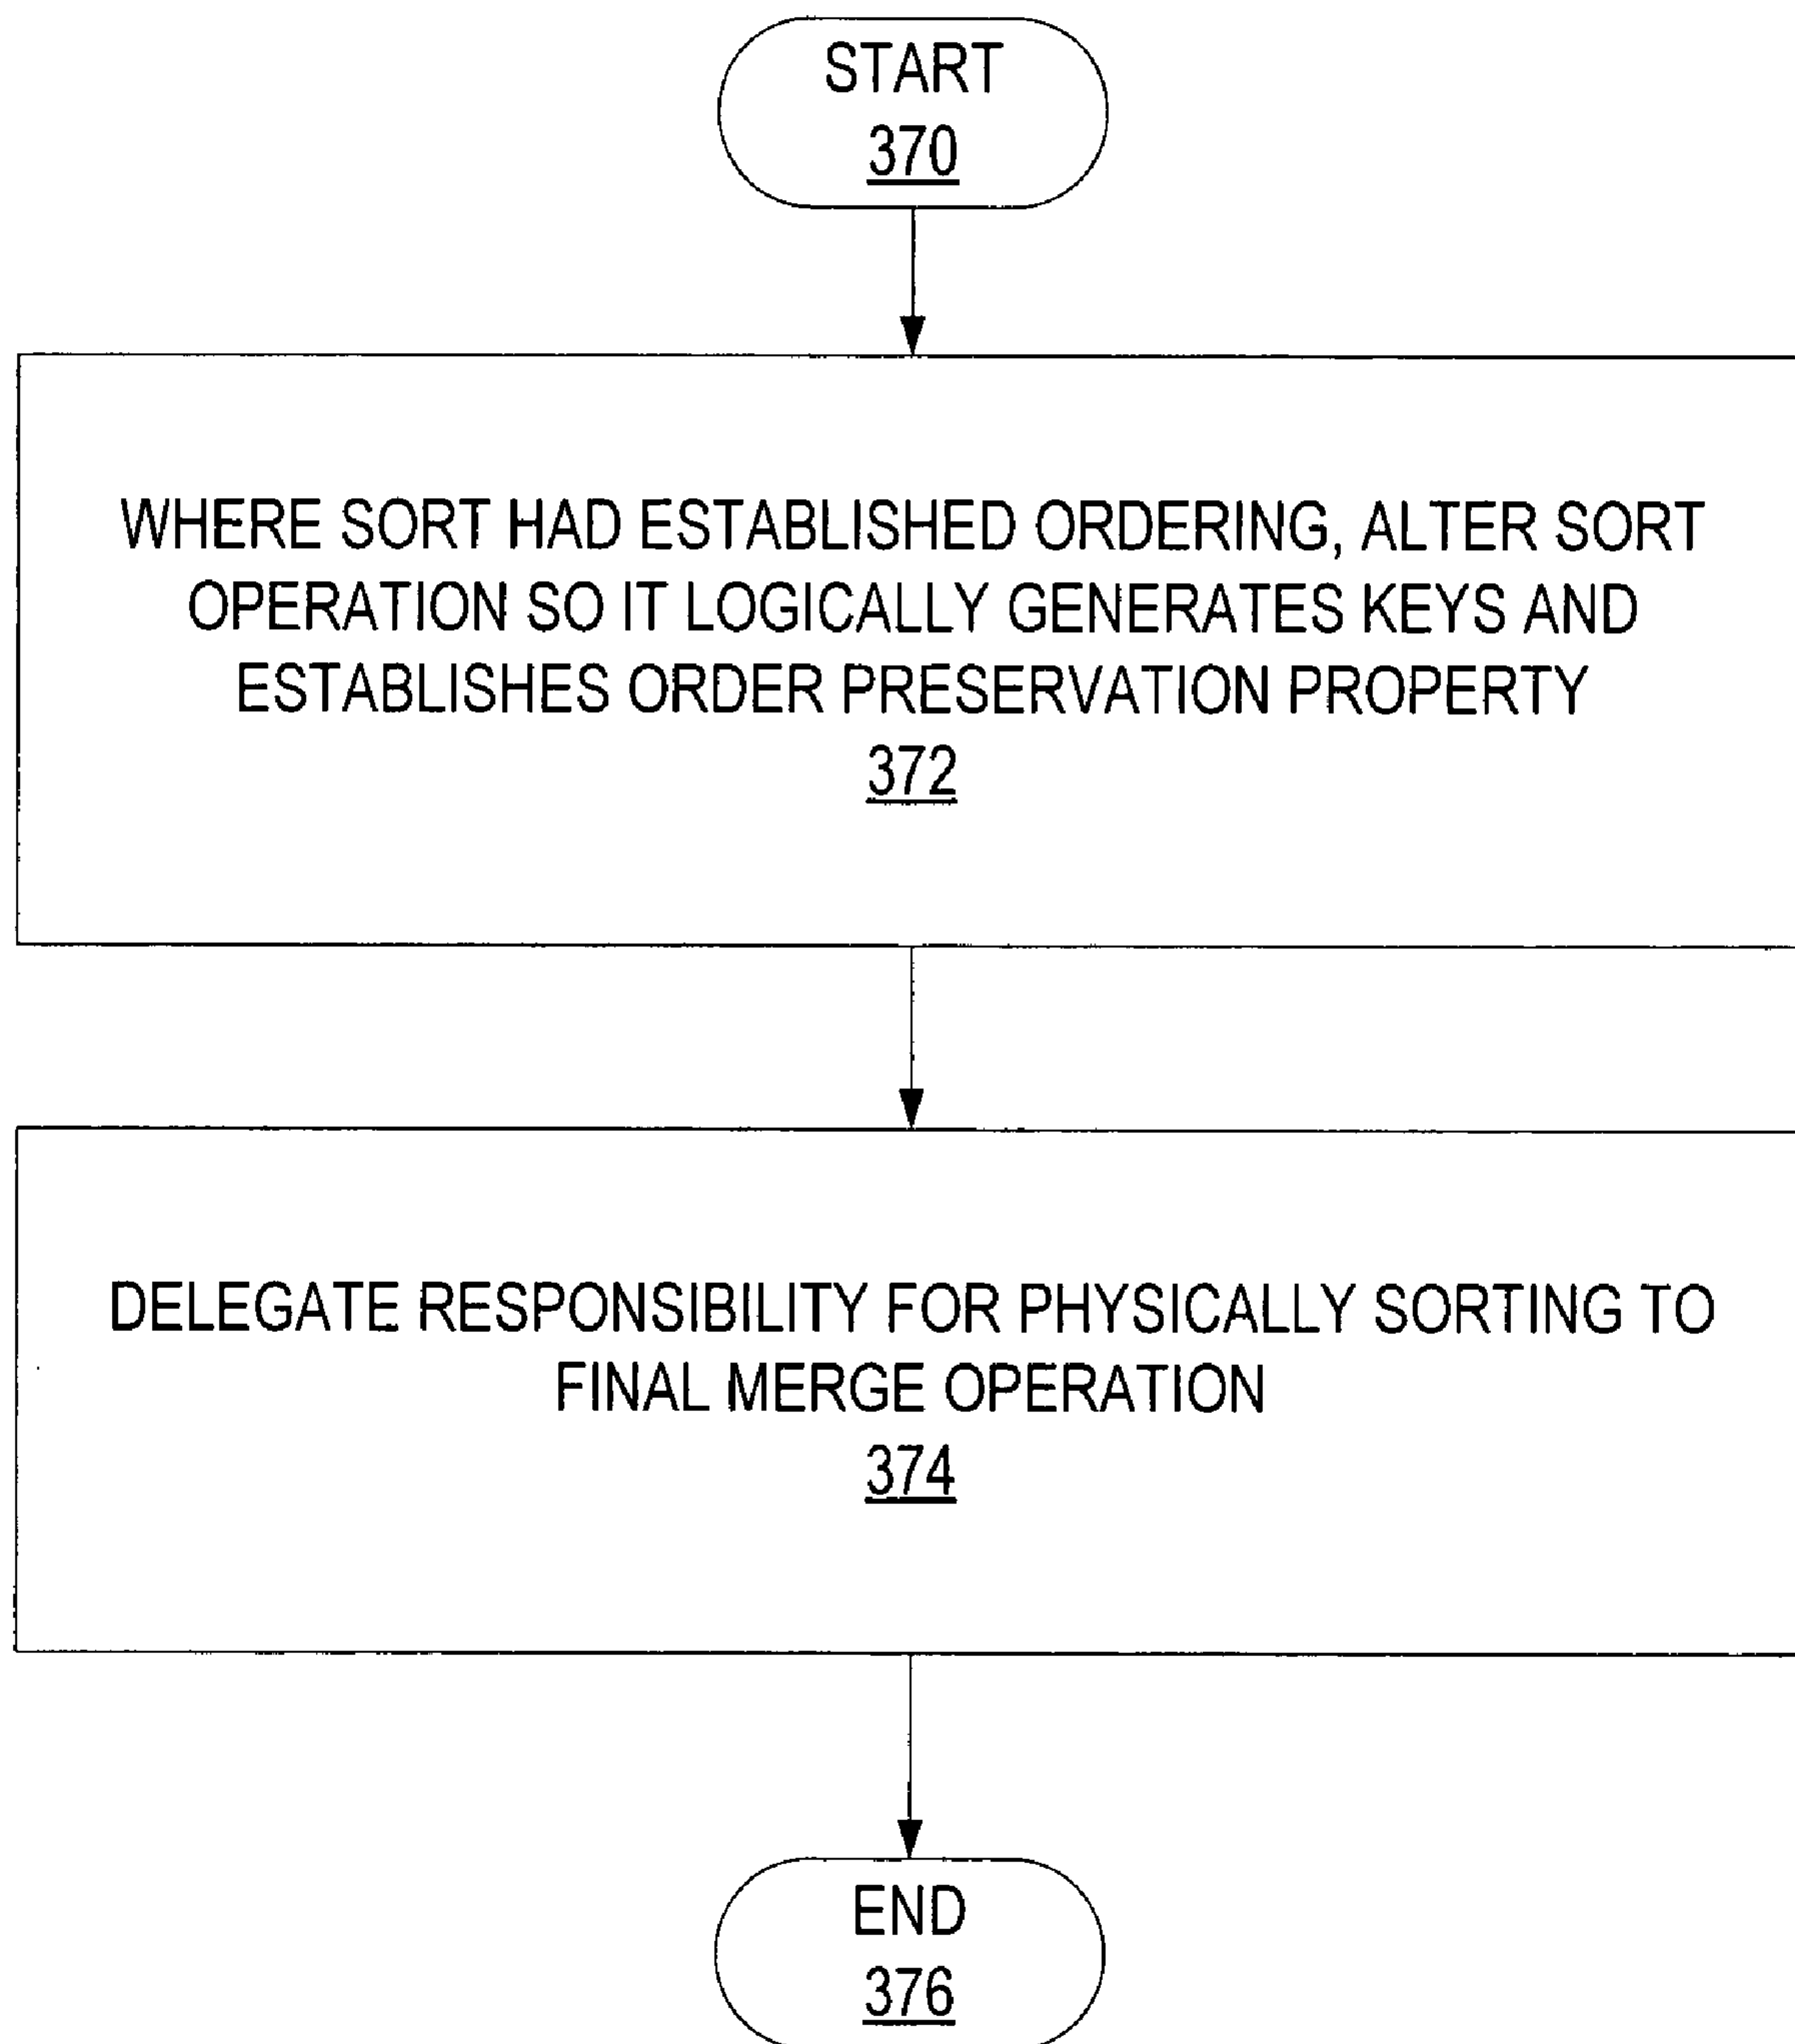 START
370
WHERE SORT HAD ESTABLISHED ORDERING, ALTER SORT
OPERATION SO IT LOGICALLY GENERATES KEYS AND
ESTABLISHES ORDER PRESERVATION PROPERTY
372
DELEGATE RESPONSIBILITY FOR PHYSICALLY SORTING TO
FINAL MERGE OPERATION
374
END
376